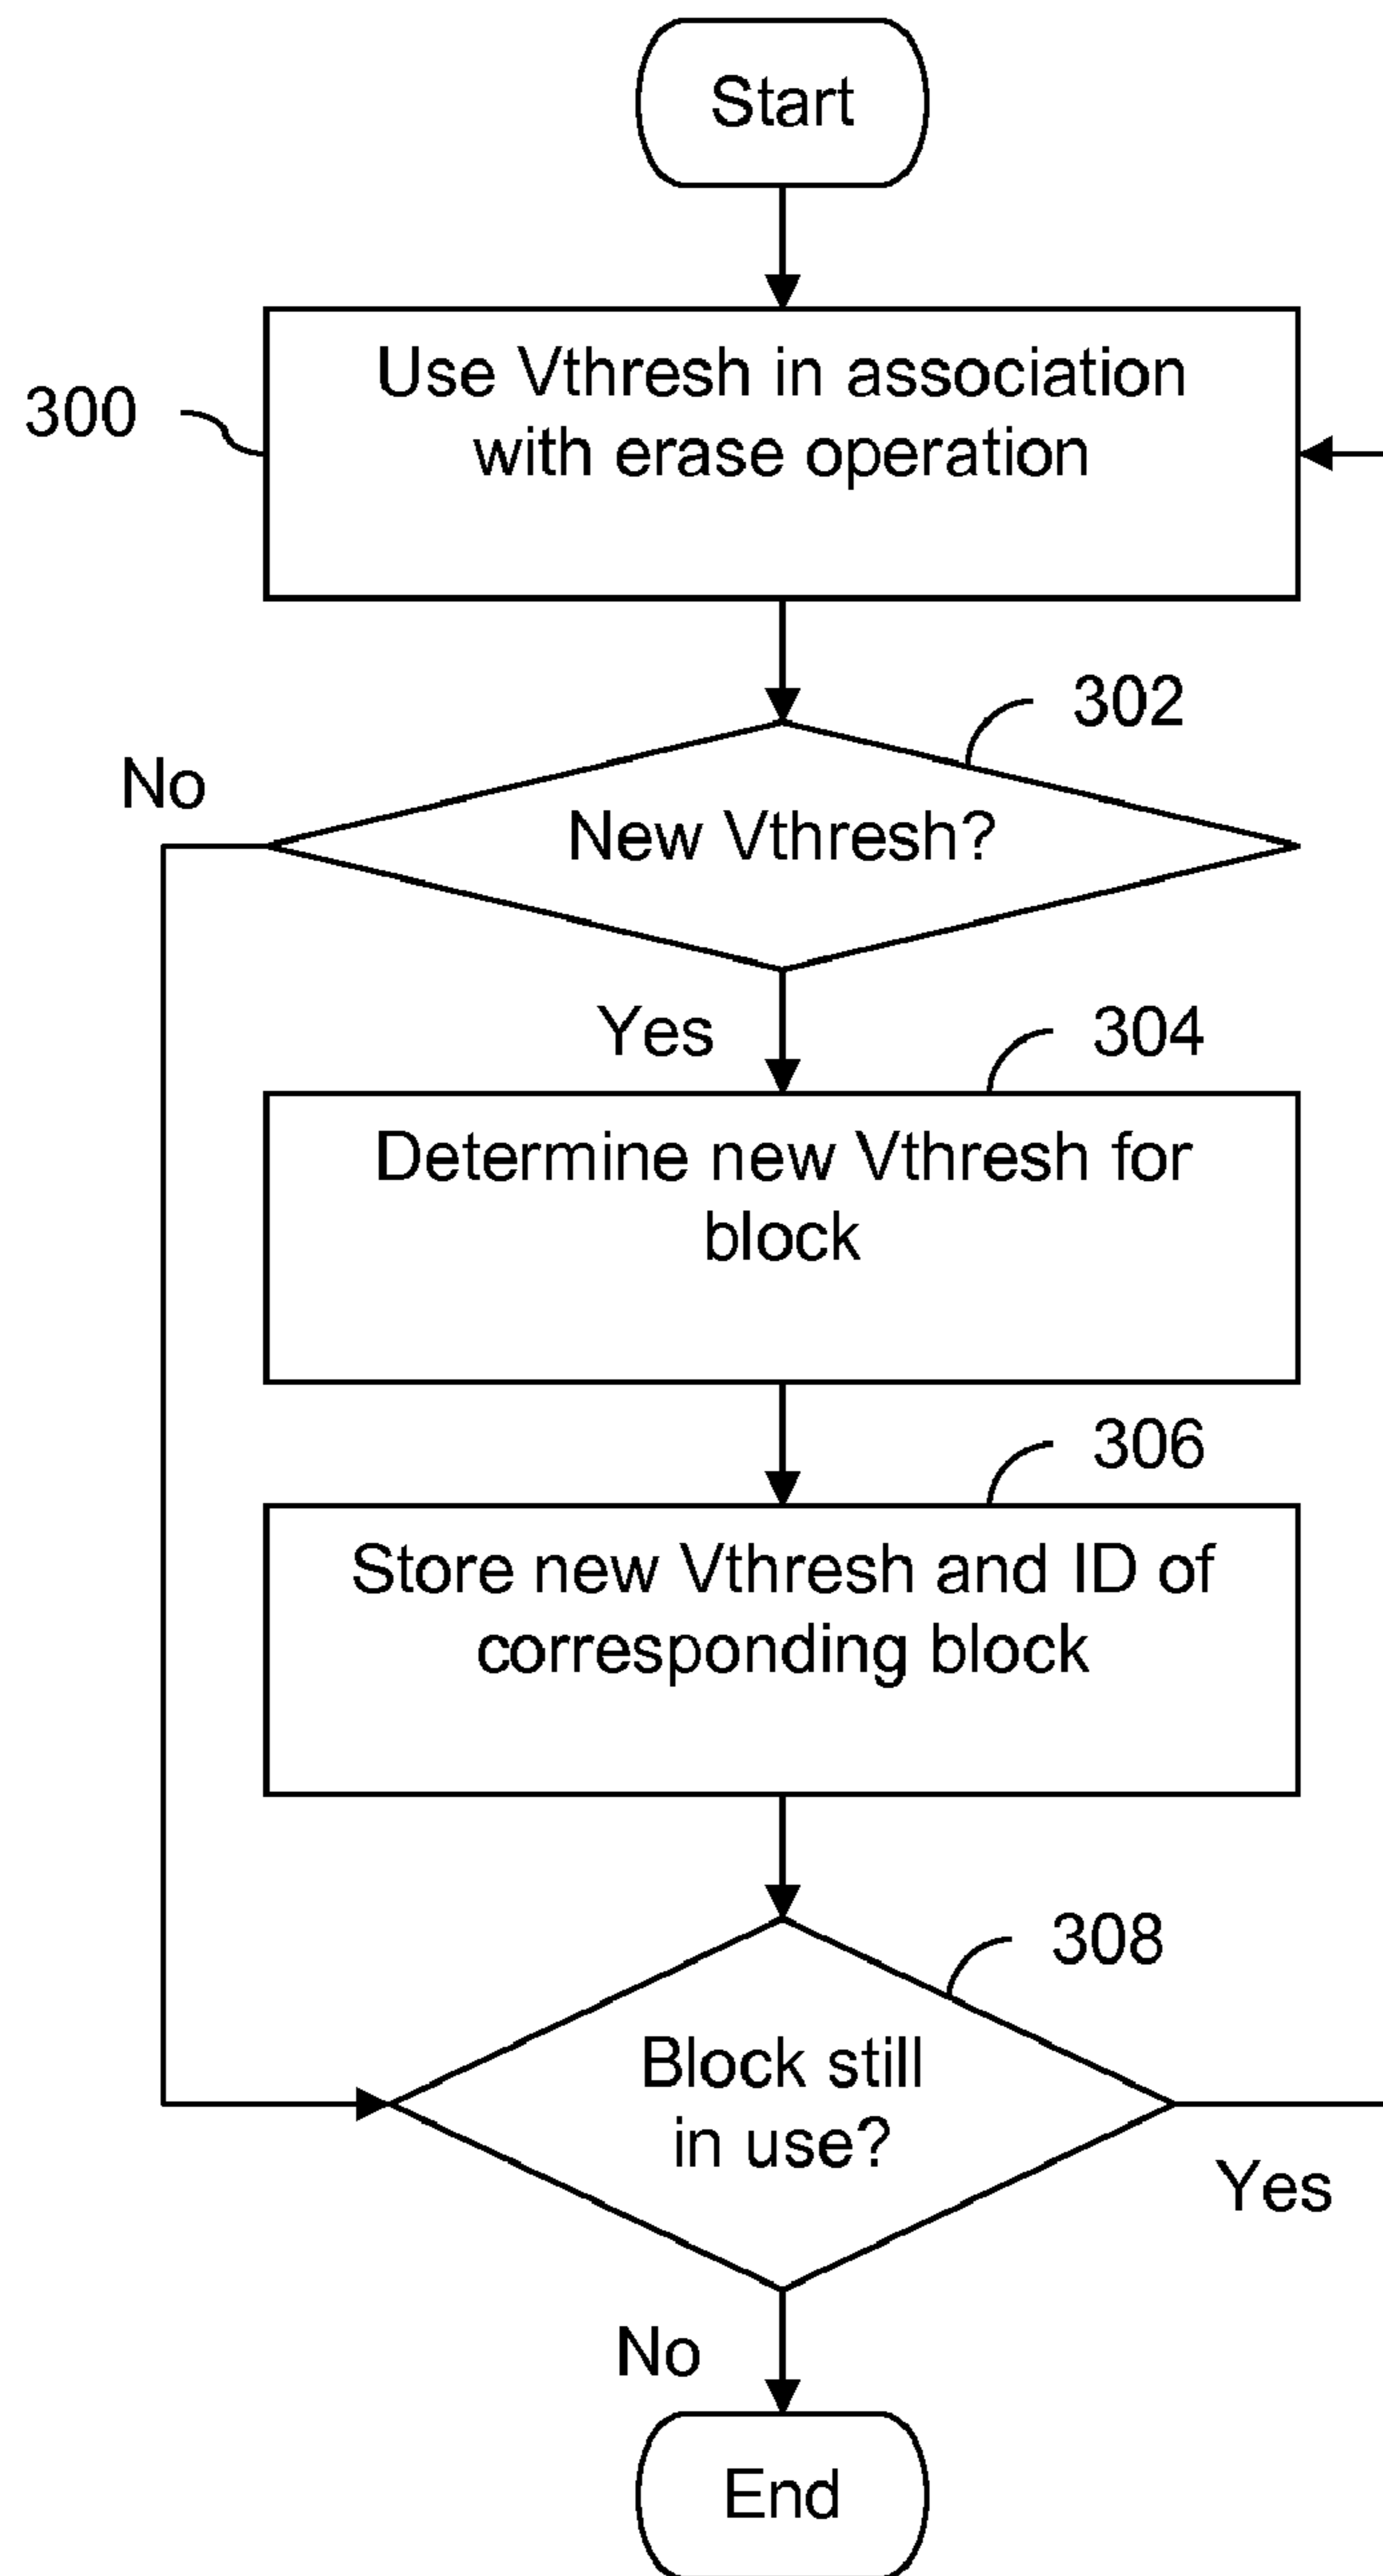 Start
Use Vthresh in association
with erase operation
300
302
No
New Vthresh?
Yes
304
Determine new Vthresh for
block
306
Store new Vthresh and ID of
corresponding block
308
Block still
in use?
Yes
No
End